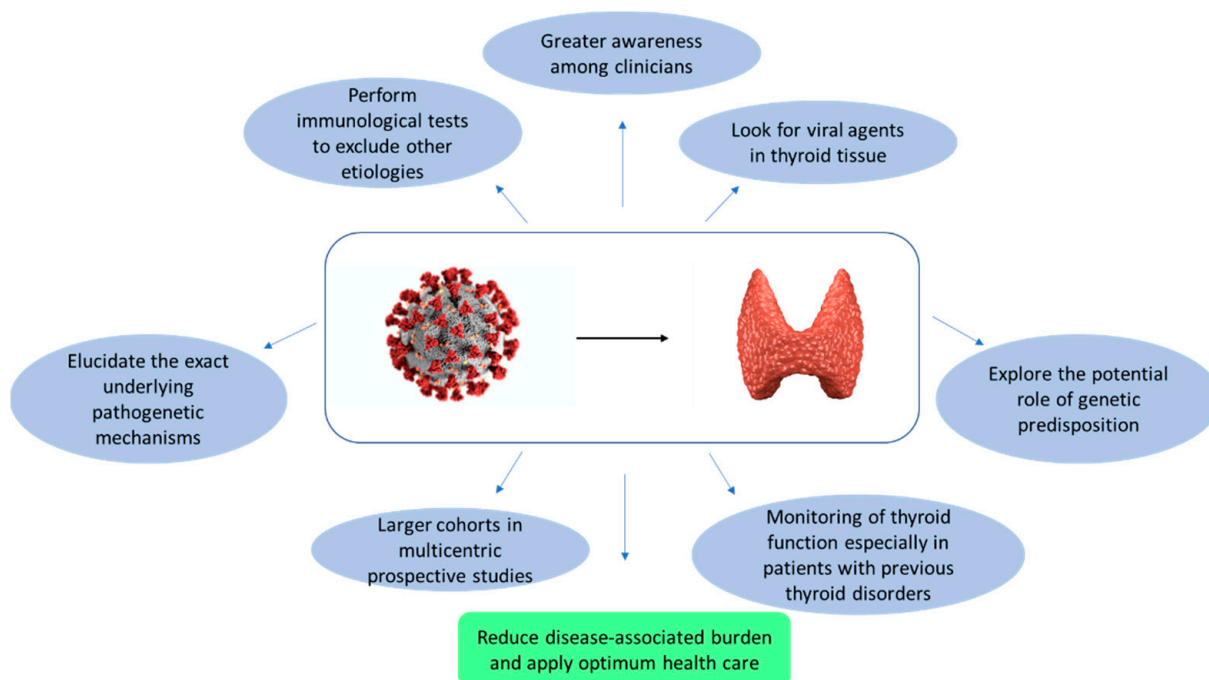 Greater awareness
among clinicians
Perform
immunological tests
to exclude other
etiologies
Look for viral agents
in thyroid tissue
Elucidate the exact
underlying
pathogenetic
mechanisms
Explore the potential
role of genetic
predisposition
Larger cohorts in
multicentric
prospective studies
Monitoring of thyroid
function especially in
patients with previous
thyroid disorders
Reduce disease-associated burden
and apply optimum health care